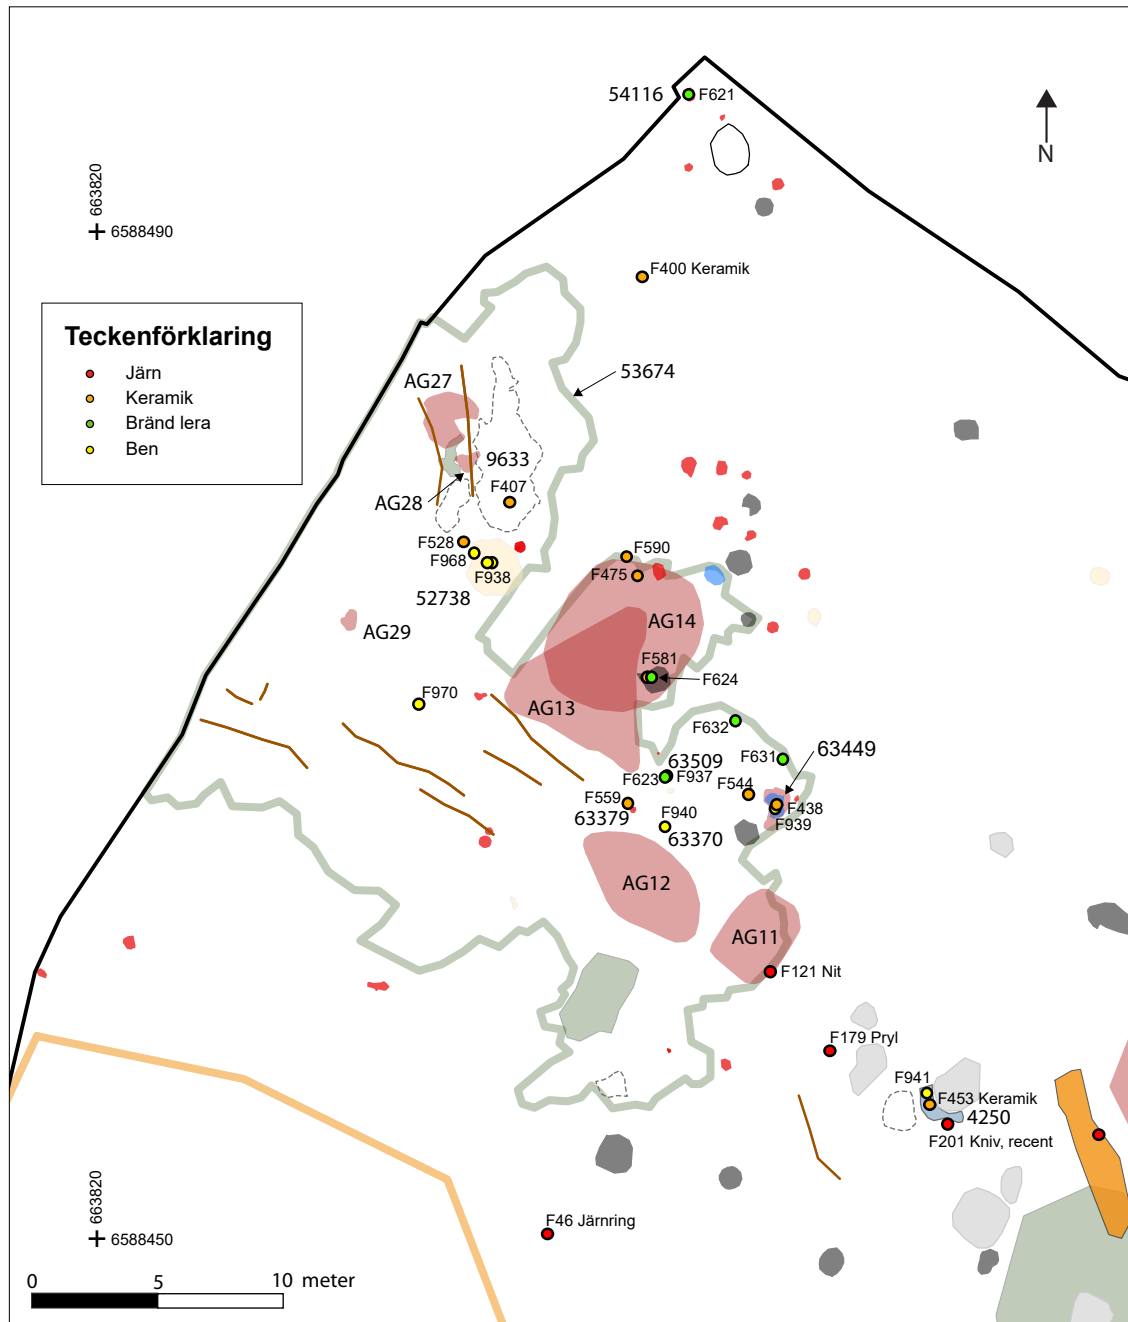 54116
F621
N
663820
6588490
F400 Keramik
Teckenförklaring
Järn
Keramik
Bränd lera
Ben
53674
AG27
9633
F407
AG28
F528
F968
F938
52738
F590
F475
AG29
AG14
F581
F624
F970
AG13
F632
F631
63449
63509
F623
F937
F544
F559
F438
63379
F940
F939
63370
AG12
AG11
F121 Nit
F179 Pryl
F941
F453 Keramik
4250
F201 Kniv, recent
663820
6588450
F46 Järnring
0 5 10 meter